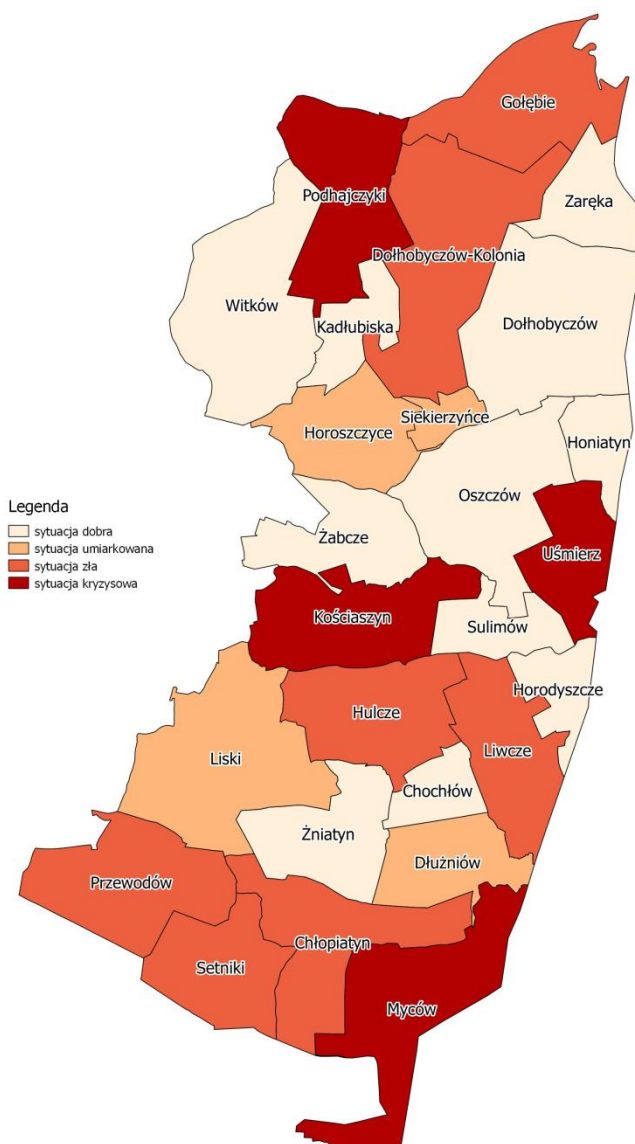 Gołębie
Podhajczyki
Zaręka
Dołhobyczów-Kolonia
Witków
Kadłubiska
Dołhobyczów
Siekierzyńce
Horoszczyce
Honiatyn
Oszczów
Legenda
sytuacja dobra
sytuacja umiarkowana
sytuacja zła
sytuacja kryzysowa
Żabcze
Uśmierz
Kościaszyn
Sulimów
Horodyszcze
Hulcze
Liwcze
Liski
Chochłów
Żniatyn
Dłużniów
Przewodów
Chłopiatyn
Setniki
Myców